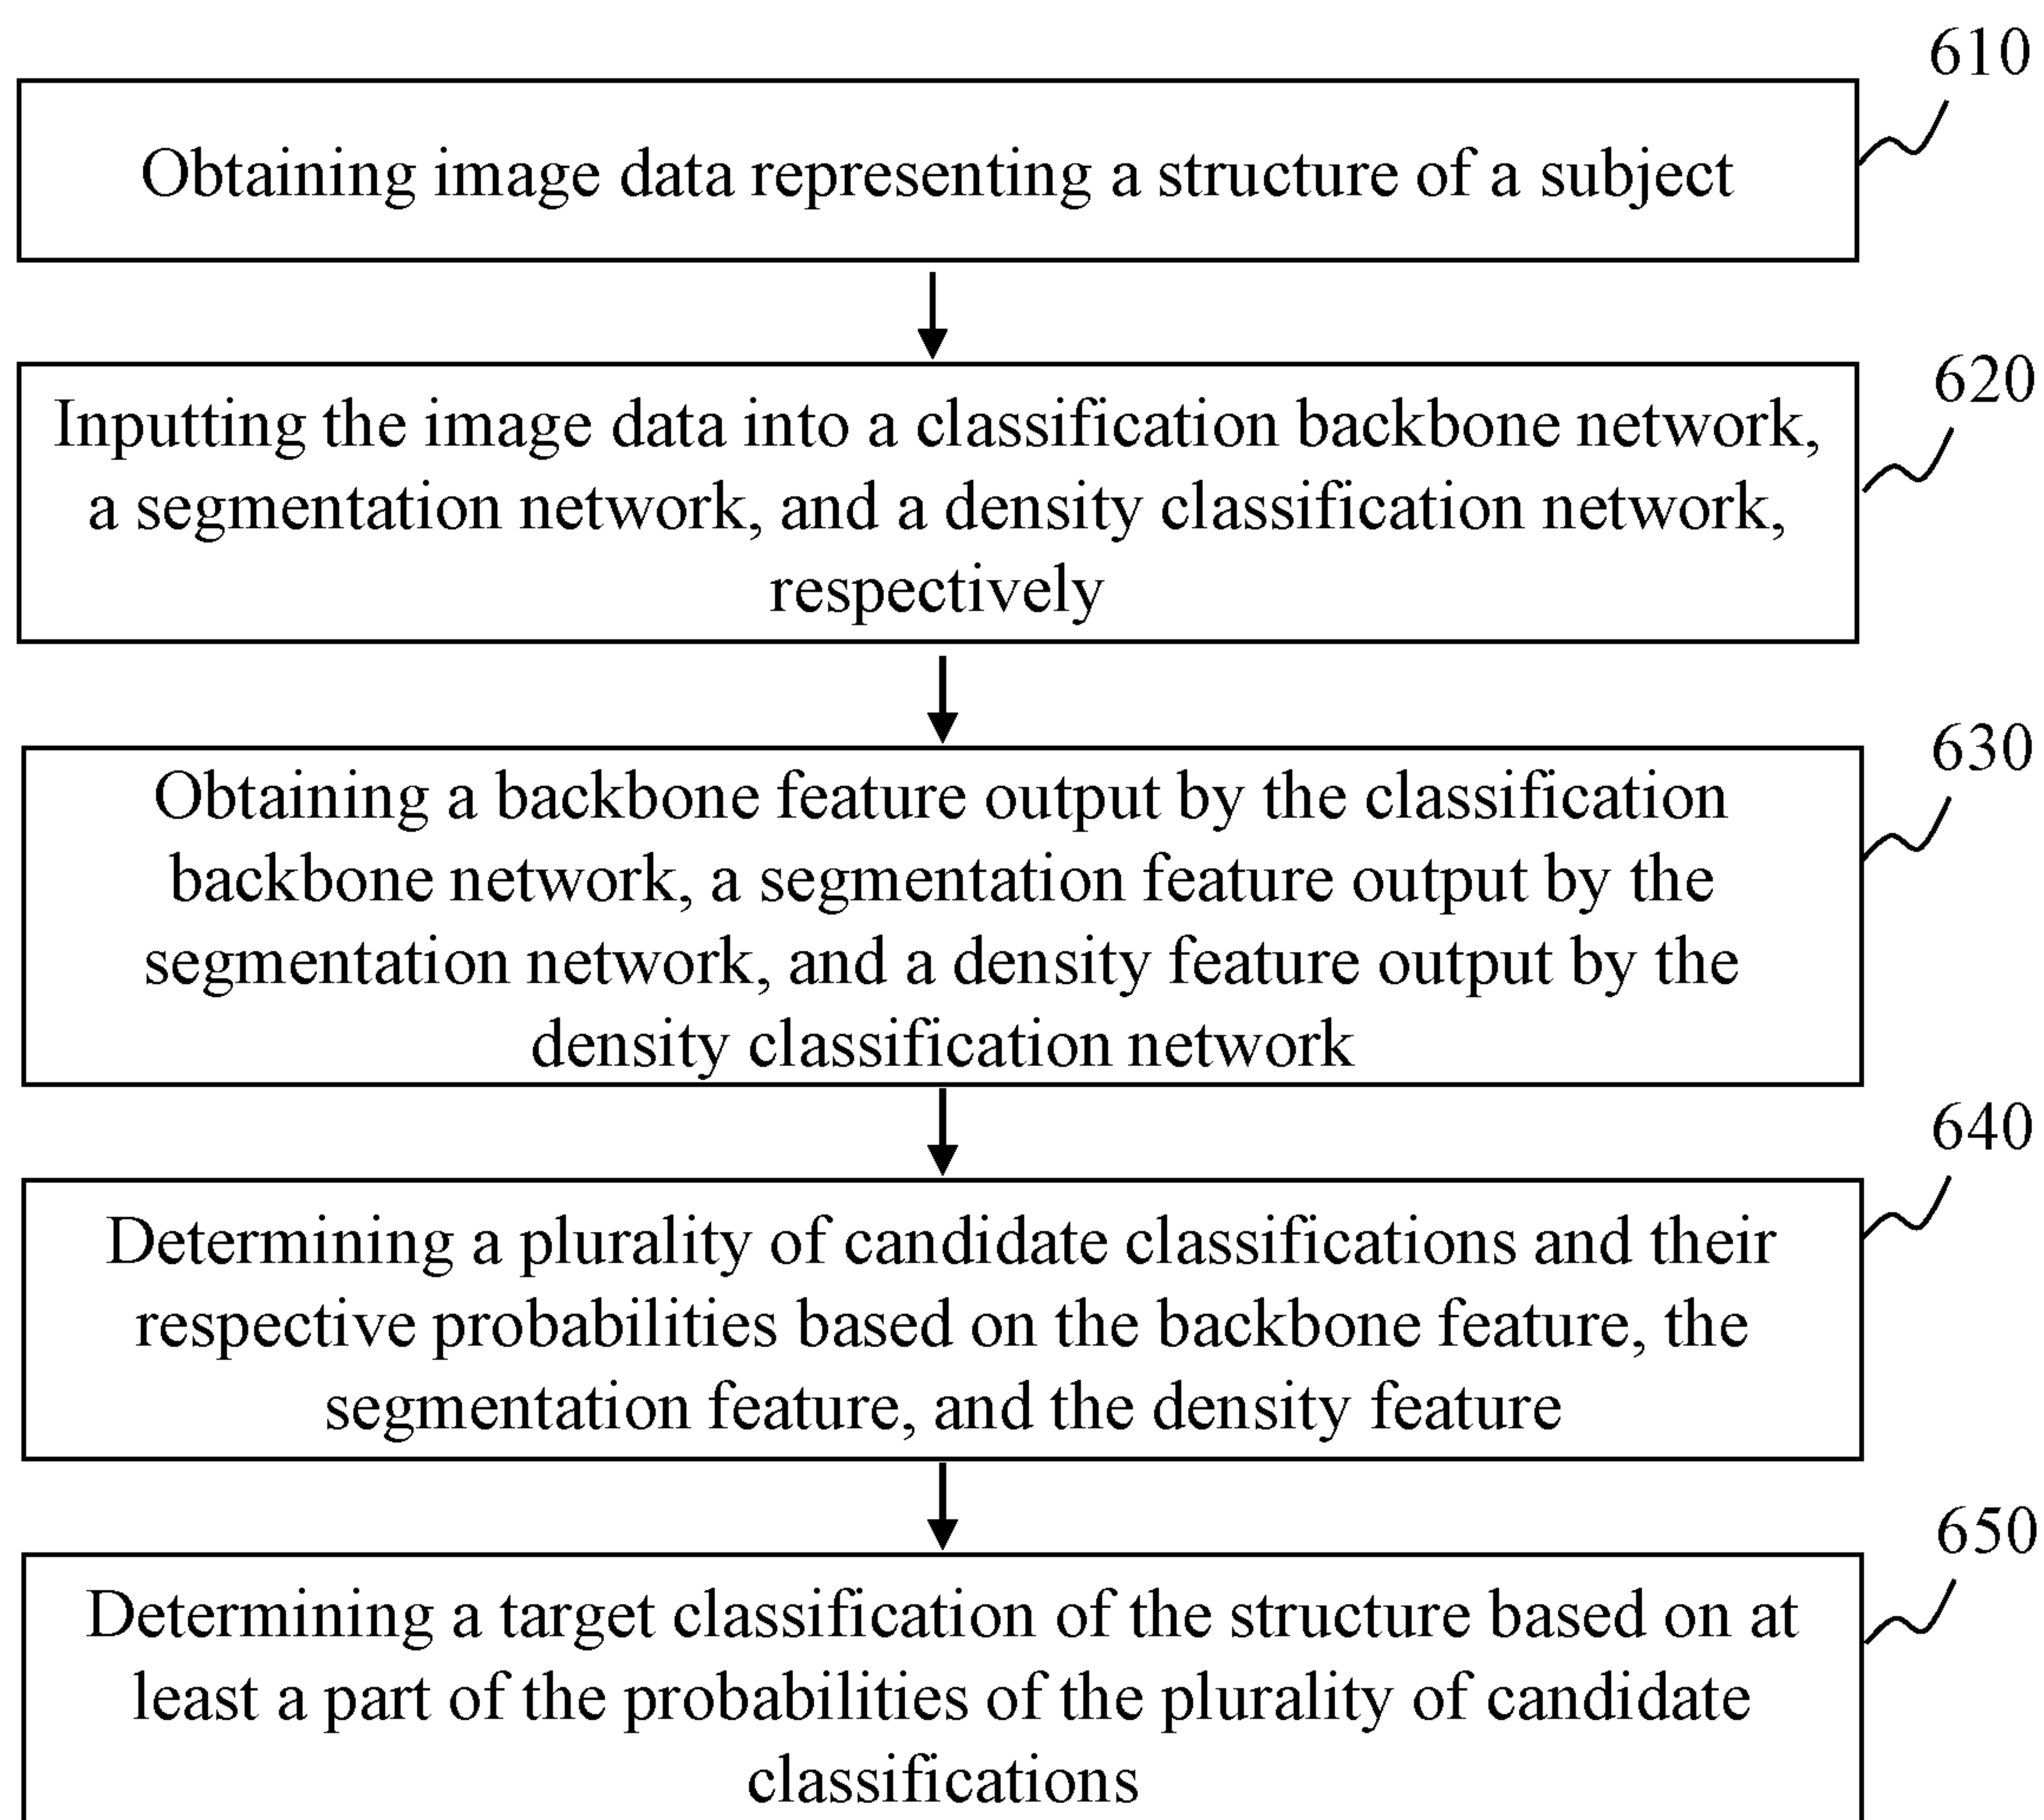 610
Obtaining image data representing a structure of a subject
620
Inputting the image data into a classification backbone network,
a segmentation network, and a density classification network,
respectively
630
Obtaining a backbone feature output by the classification
backbone network, a segmentation feature output by the
segmentation network, and a density feature output by the
density classification network
640
Determining a plurality of candidate classifications and their
respective probabilities based on the backbone feature, the
segmentation feature, and the density feature
650
Determining a target classification of the structure based on at
least a part of the probabilities of the plurality of candidate
classifications